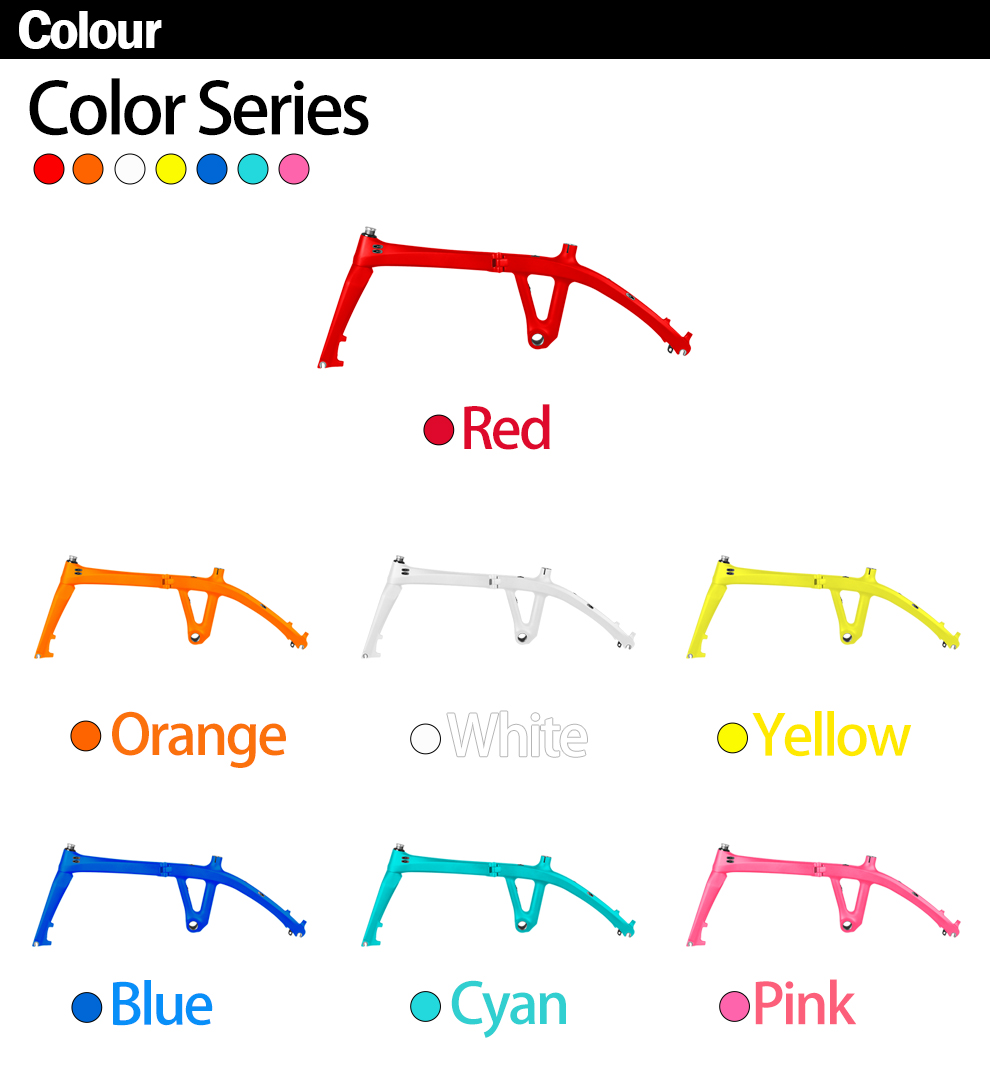 Colour
Color Series
Red
Orange
White
Yellow
Blue
Cyan
Pink